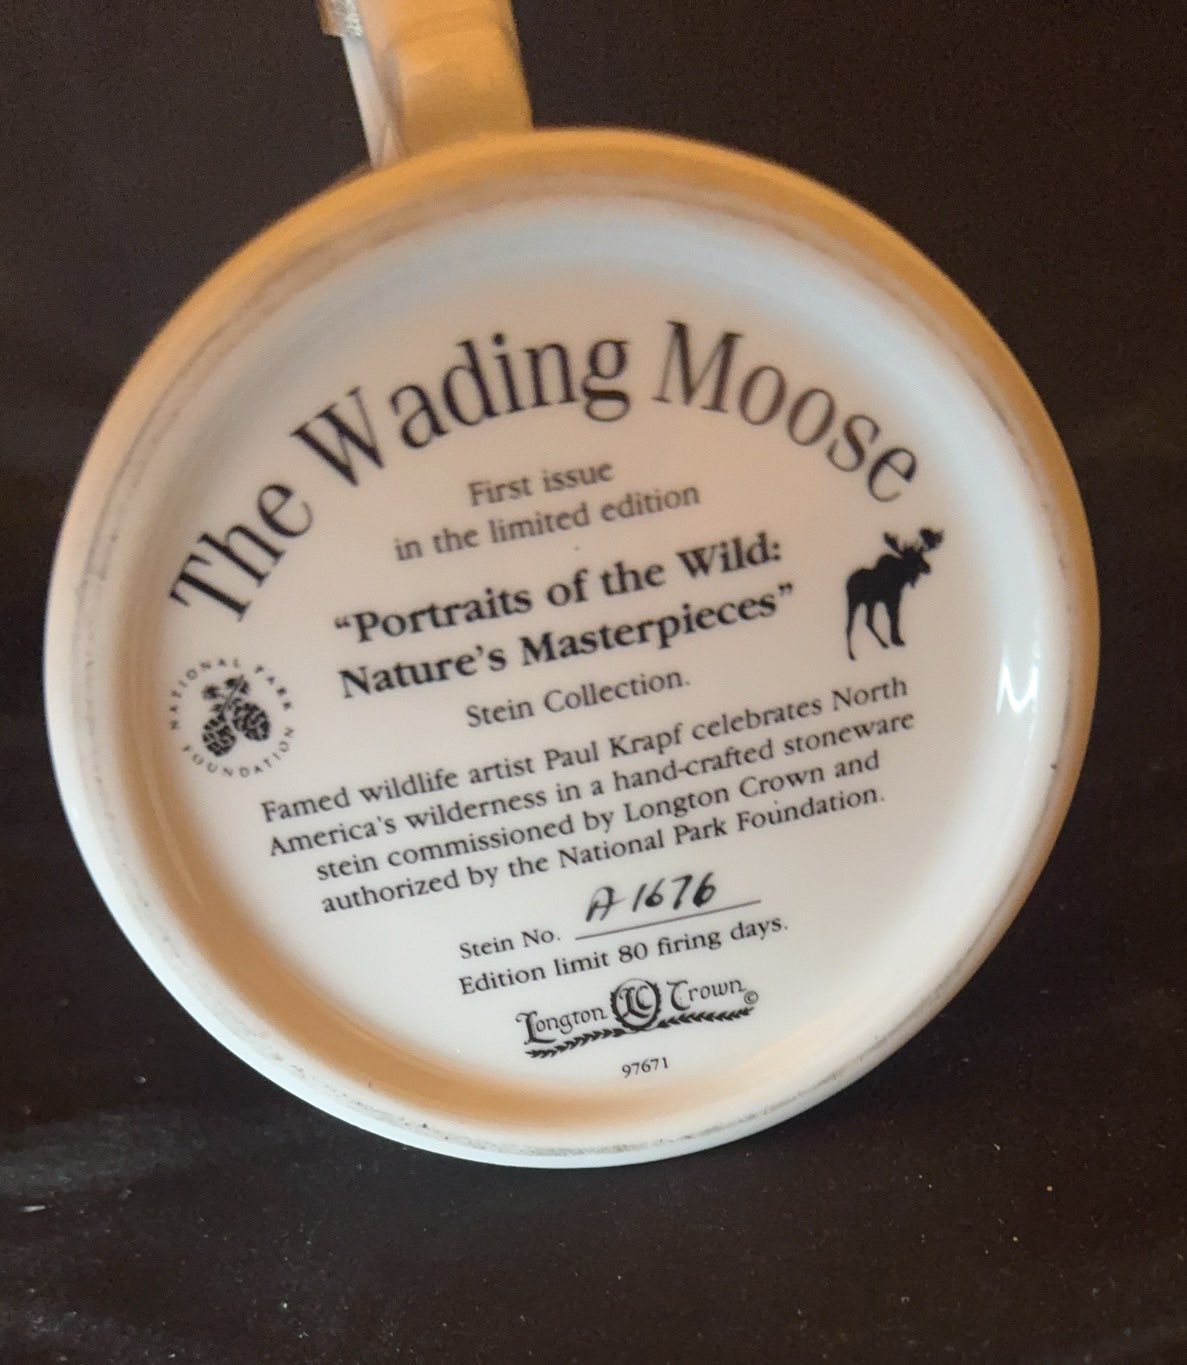 The Wading Moose
First issue
in the limited edition
“Portraits of the Wild:
Nature's Masterpieces”
Stein Collection.
NATIONAL PARK
FOUNDATION
Famed wildlife artist Paul Krapf celebrates North
America's wilderness in a hand-crafted stoneware
stein commissioned by Longton Crown and
authorized by the National Park Foundation.
Stein No. A1676
Edition limit 80 firing days.
Longton LC Crown ©
97671